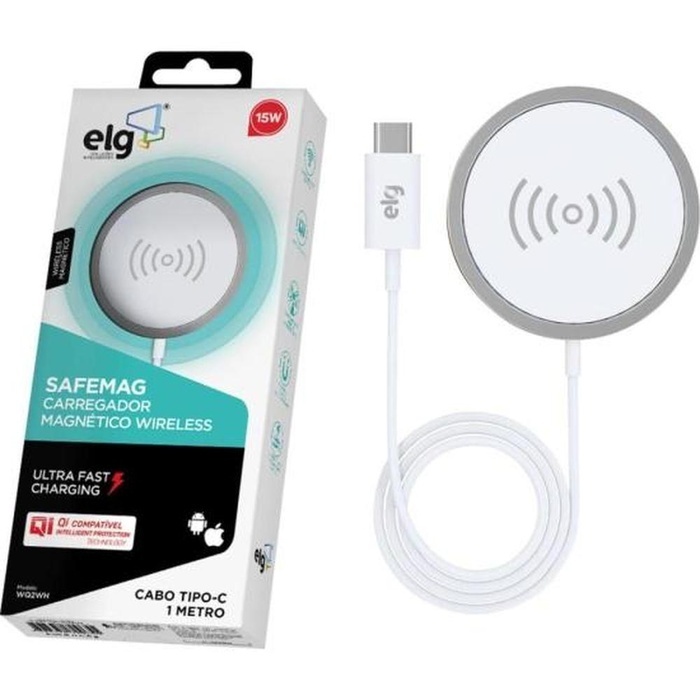 elg
15W
WIRELESS
MAGNÉTICO
SAFEMAG
CARREGADOR
MAGNÉTICO WIRELESS
ULTRA FAST
CHARGING
Qi
Qi COMPATÍVEL
INTELLIGENT PROTECTION
TECHNOLOGY
Modelo:
WQ2WH
CABO TIPO-C
1 METRO
elg
elg